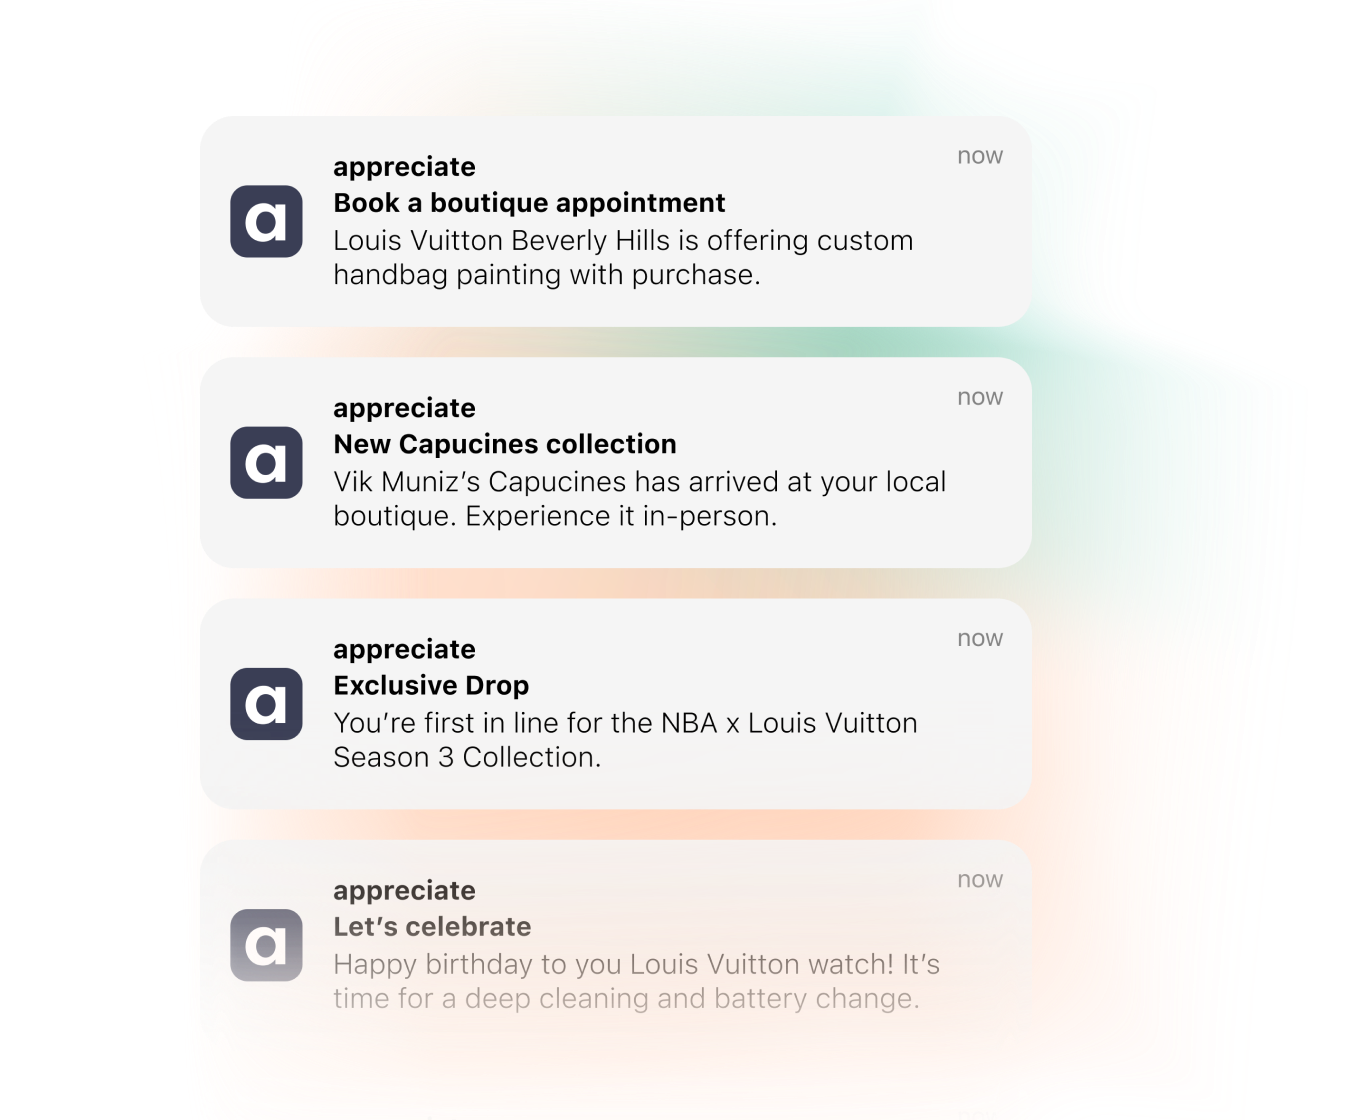 appreciate
now
Book a boutique appointment
Louis Vuitton Beverly Hills is offering custom
handbag painting with purchase.
a
appreciate
now
New Capucines collection
Vik Muniz’s Capucines has arrived at your local
boutique. Experience it in-person.
a
appreciate
now
Exclusive Drop
You’re first in line for the NBA x Louis Vuitton
Season 3 Collection.
a
appreciate
now
Let’s celebrate
Happy birthday to you Louis Vuitton watch! It’s
time for a deep cleaning and battery change.
a